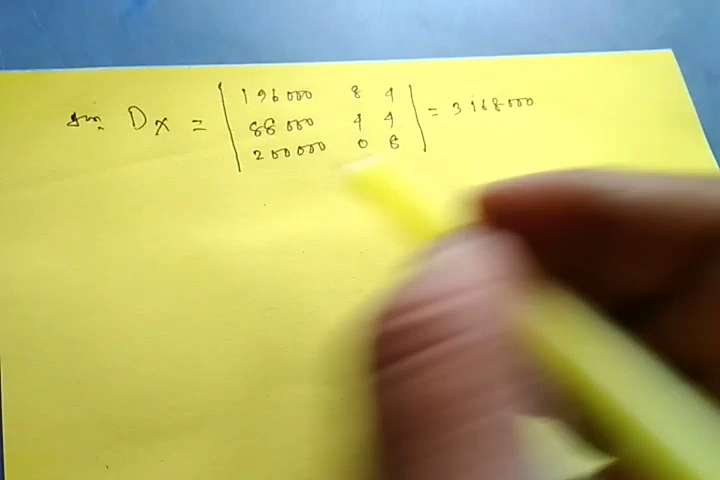 Dx = | 196000 8 4 | = 3168000
| 88000 4 4 |
| 200000 0 8 |